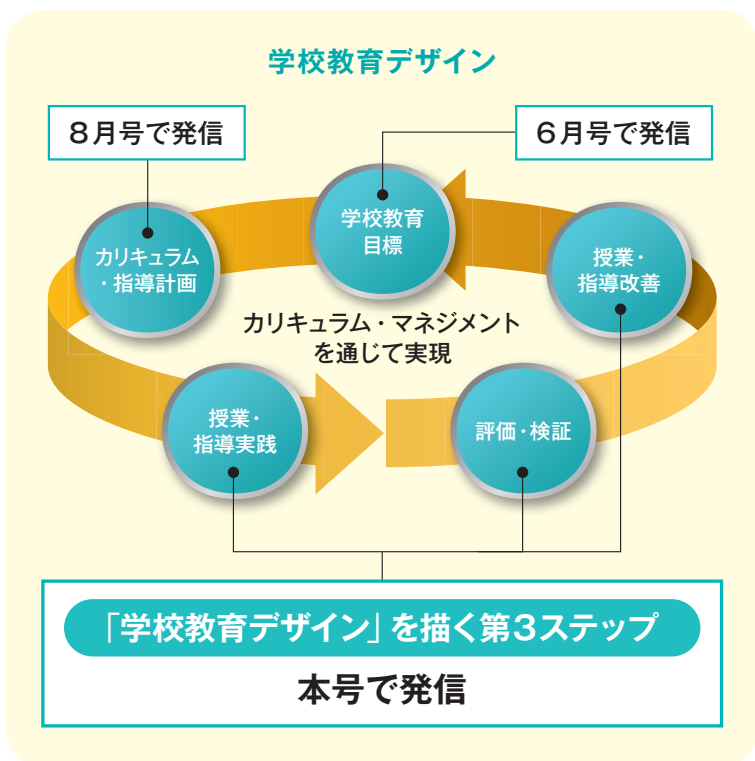 学校教育デザイン
8月号で発信
6月号で発信
学校教育
目標
カリキュラム
・指導計画
授業・
指導改善
カリキュラム・マネジメント
を通じて実現
授業・
指導実践
評価・検証
「学校教育デザイン」を描く第3ステップ
本号で発信